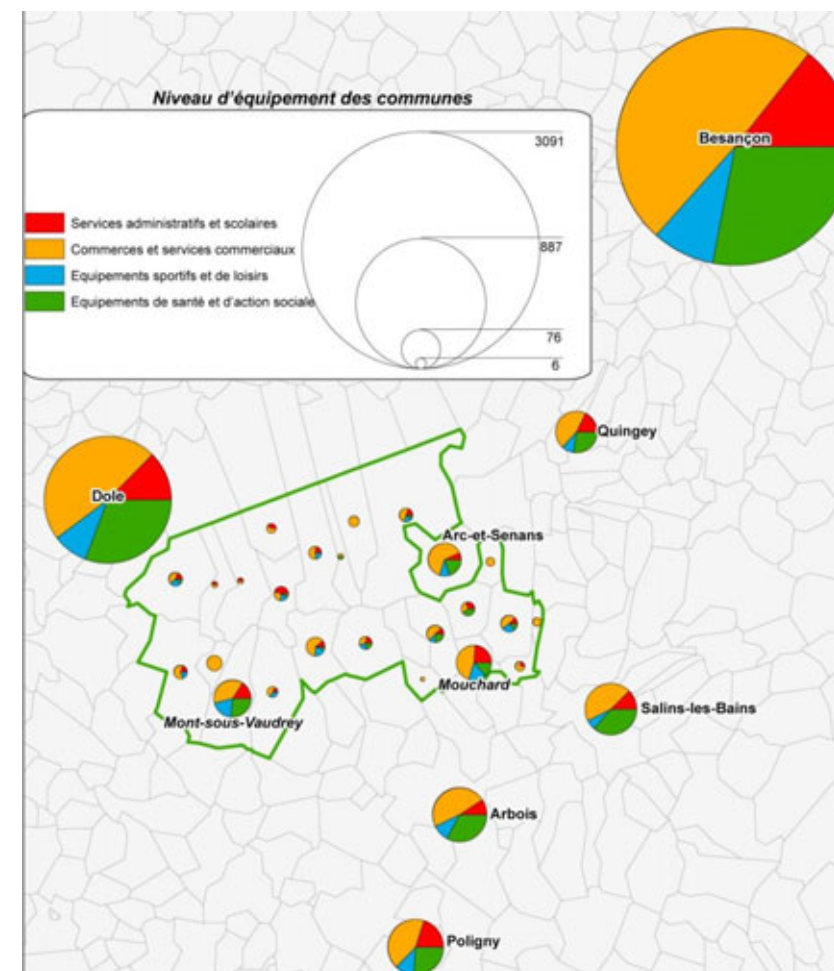 Niveau d'équipement des communes
3091
887
76
6
Services administratifs et scolaires
Commerces et services commerciaux
Equipements sportifs et de loisirs
Equipements de santé et d'action sociale
Besançon
Quingey
Dole
Arc-et-Senans
Mouchard
Mont-sous-Vaudrey
Salins-les-Bains
Arbois
Poligny